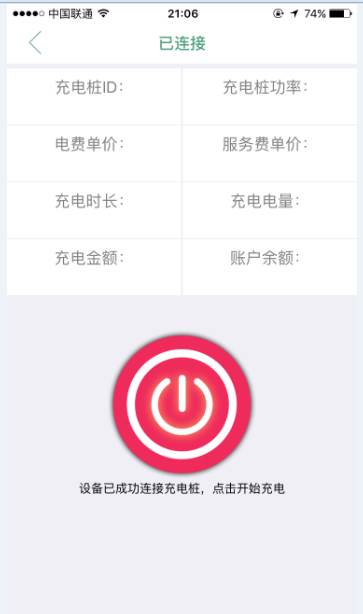 中国联通 21:06 74%
已连接
充电桩ID: 充电桩功率:
电费单价: 服务费单价:
充电时长: 充电电量:
充电金额: 账户余额:
设备已成功连接充电桩，点击开始充电